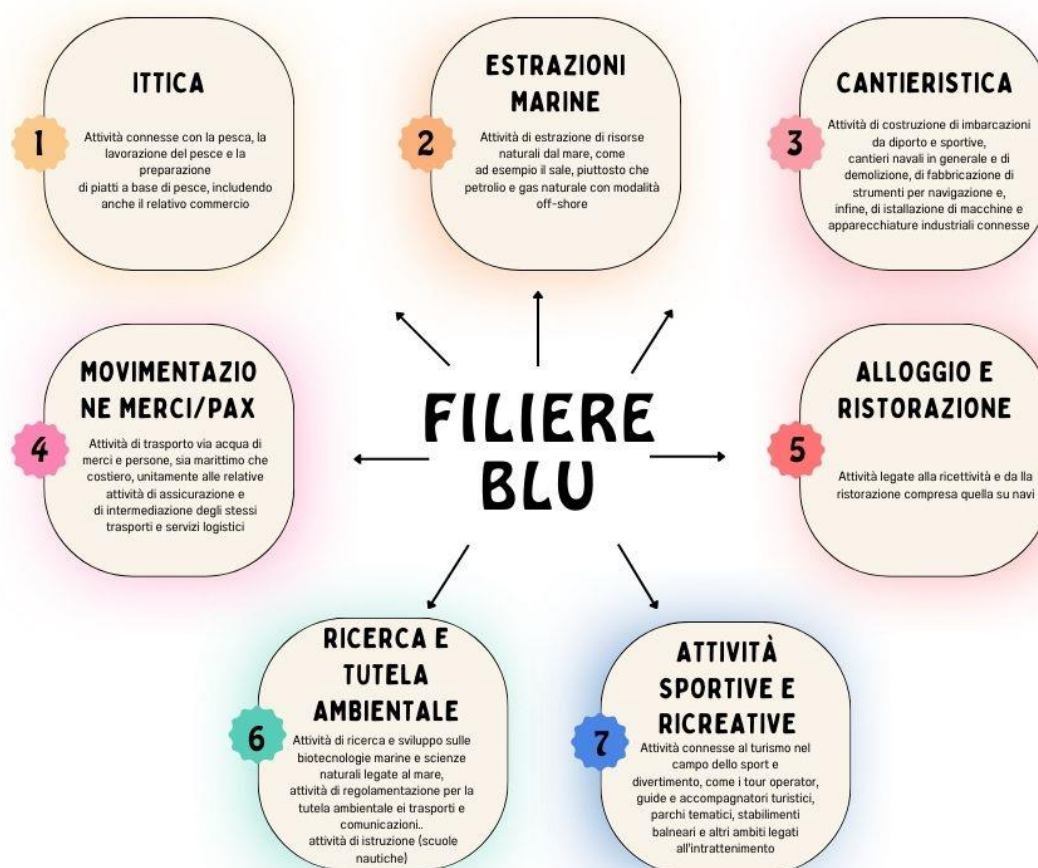 ITTICA
1
Attività connesse con la pesca, la
lavorazione del pesce e la
preparazione
di piatti a base di pesce, includendo
anche il relativo commercio
ESTRAZIONI
MARINE
2
Attività di estrazione di risorse
naturali dal mare, come
ad esempio il sale, piuttosto che
petrolio e gas naturale con modalità
off-shore
CANTIERISTICA
3
Attività di costruzione di imbarcazioni
da diporto e sportive,
cantieri navali in generale e di
demolizione, di fabbricazione di
strumenti per navigazione e,
infine, di istallazione di macchine e
apparecchiature industriali connesse
FILIERE
BLU
MOVIMENTAZIO
NE MERCI/PAX
4
Attività di trasporto via acqua di
merci e persone, sia marittimo che
costiero, unitamente alle relative
attività di assicurazione e
di intermediazione degli stessi
trasporti e servizi logistici
ALLOGGIO E
RISTORAZIONE
5
Attività legate alla ricettività e da lla
ristorazione compresa quella su navi
RICERCA E
TUTELA
AMBIENTALE
6
Attività di ricerca e sviluppo sulle
biotecnologie marine e scienze
naturali legate al mare,
attività di regolamentazione per la
tutela ambientale ei trasporti e
comunicazioni..
attività di istruzione (scuole
nautiche)
ATTIVITÀ
SPORTIVE E
RICREATIVE
7
Attività connesse al turismo nel
campo dello sport e
divertimento, come i tour operator,
guide e accompagnatori turistici,
parchi tematici, stabilimenti
balneari e altri ambiti legati
all'intrattenimento